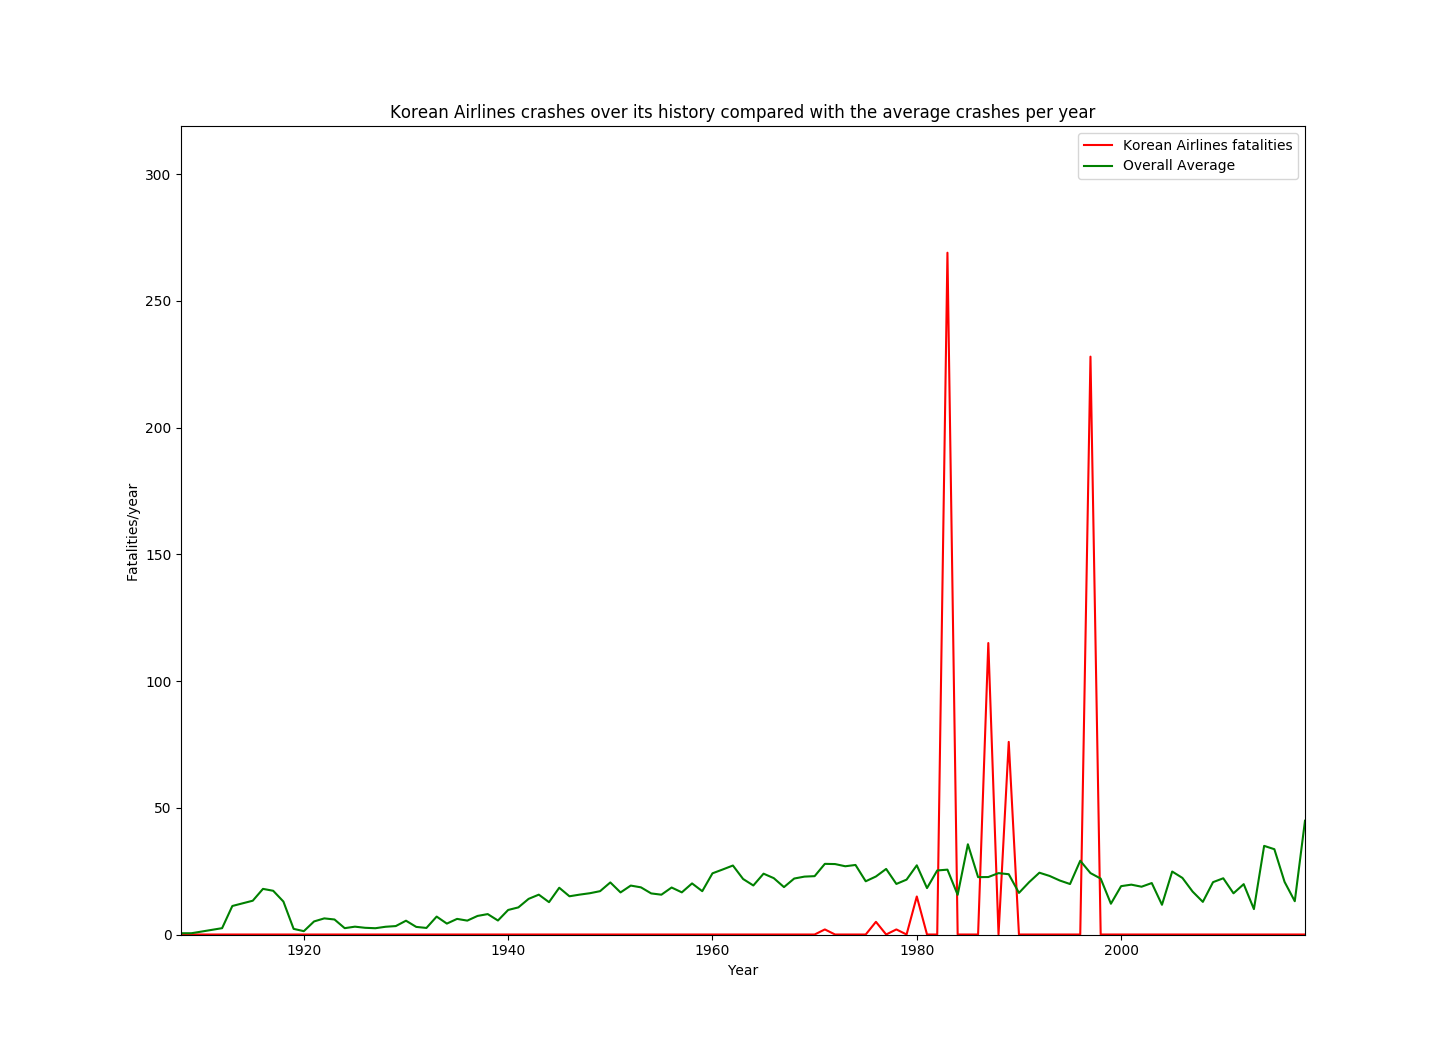 Korean Airlines crashes over its history compared with the average crashes per year
Korean Airlines fatalities
Overall Average
300
250
200
150
100
50
0
Fatalities/year
1920 1940 1960 1980 2000
Year